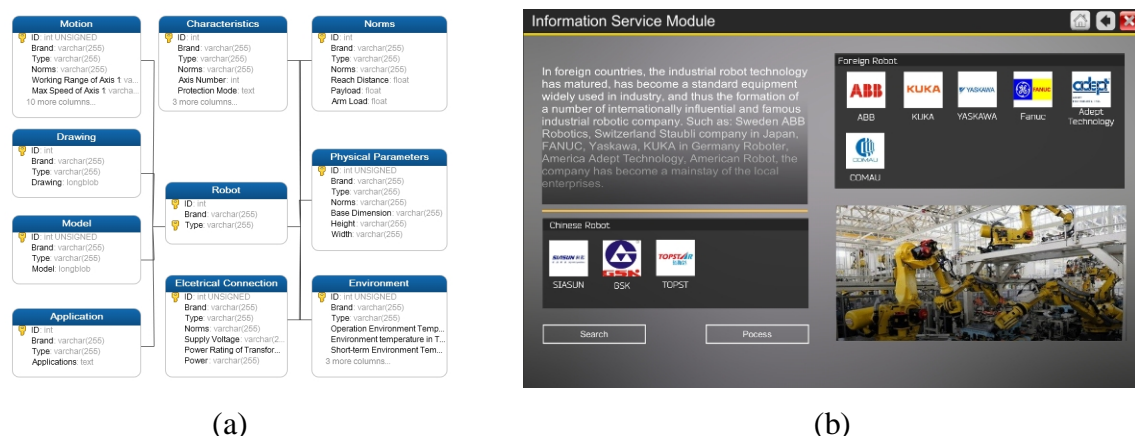 Motion
ID: int UNSIGNED
Brand: varchar(255)
Type: varchar(255)
Norms: varchar(255)
Working Range of Axis 1 va...
Max Speed of Axis 1 varcha...
10 more columns...
Characteristics
ID: int
Brand: varchar(255)
Type: varchar(255)
Norms: varchar(255)
Axis Number: int
Protection Mode: text
3 more columns...
Norms
ID: int
Brand: varchar(255)
Type: varchar(255)
Norms: varchar(255)
Reach Distance: float
Payload: float
Arm Load: float
Drawing
ID: int
Brand: varchar(255)
Type: varchar(255)
Drawing: longblob
Robot
ID: int
Brand: varchar(255)
Type: varchar(255)
Physical Parameters
ID: int UNSIGNED
Brand: varchar(255)
Type: varchar(255)
Norms: varchar(255)
Base Dimension: varchar(255)
Height: varchar(255)
Width: varchar(255)
Model
ID: int UNSIGNED
Brand: varchar(255)
Type: varchar(255)
Model: longblob
Application
ID: int
Brand: varchar(255)
Type: varchar(255)
Applications: text
Elcetrical Connection
ID: int UNSIGNED
Brand: varchar(255)
Type: varchar(255)
Norms: varchar(255)
Supply Voltage: varchar(2...
Power Rating of Transfor...
Power: varchar(255)
Environment
ID: int UNSIGNED
Brand: varchar(255)
Type: varchar(255)
Operation Environment Temp...
Environment temperature in T...
Short-term Environment Tem...
3 more columns...
(a)
Information Service Module
In foreign countries, the industrial robot technology
has matured, has become a standard equipment
widely used in industry, and thus the formation of
a number of internationally influential and famous
industrial robotic company. Such as: Sweden ABB
Robotics, Switzerland Staubli company in Japan,
FANUC, Yaskawa, KUKA in Germany Roboter,
America Adept Technology, American Robot, the
company has become a mainstay of the local
enterprises.
Foreign Robot
ABB KUKA YASKAWA FANUC adept
ABB KUKA YASKAWA Fanuc Adept
Technology
COMAU
COMAU
Chinese Robot
SIASUN GSK TOPSTAR
SIASUN GSK TOPST
Search Pocess
(b)